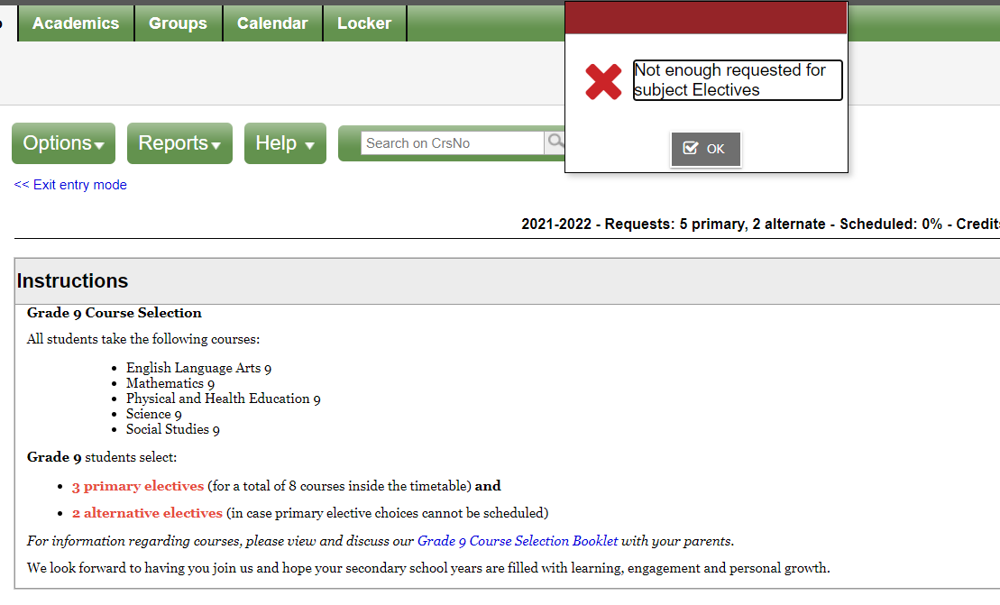 Academics Groups Calendar Locker
Not enough requested for
subject Electives
OK
Options Reports Help Search on CrsNo
<< Exit entry mode
2021-2022 - Requests: 5 primary, 2 alternate - Scheduled: 0% -
Instructions
Grade 9 Course Selection
All students take the following courses:
• English Language Arts 9
• Mathematics 9
• Physical and Health Education 9
• Science 9
• Social Studies 9
Grade 9 students select:
• 3 primary electives (for a total of 8 courses inside the timetable) and
• 2 alternative electives (in case primary elective choices cannot be scheduled)
For information regarding courses, please view and discuss our Grade 9 Course Selection Booklet with your parents.
We look forward to having you join us and hope your secondary school years are filled with learning, engagement and personal growth.